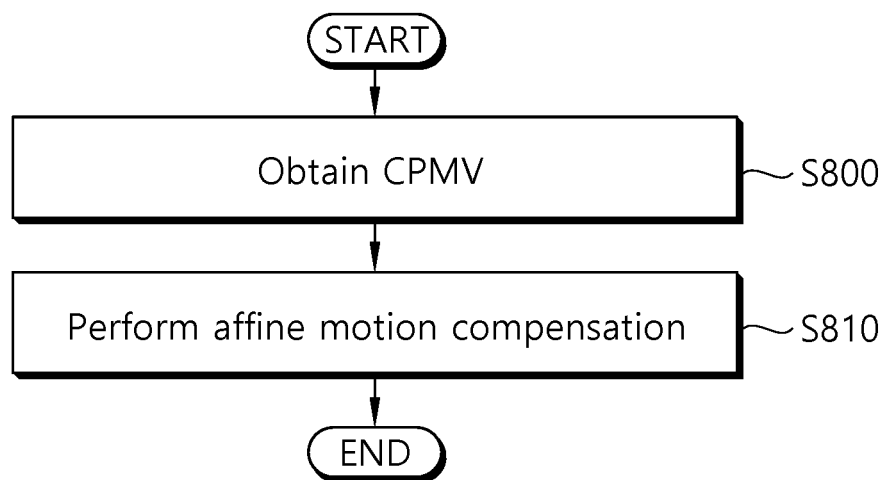 START
Obtain CPMV
S800
Perform affine motion compensation
S810
END